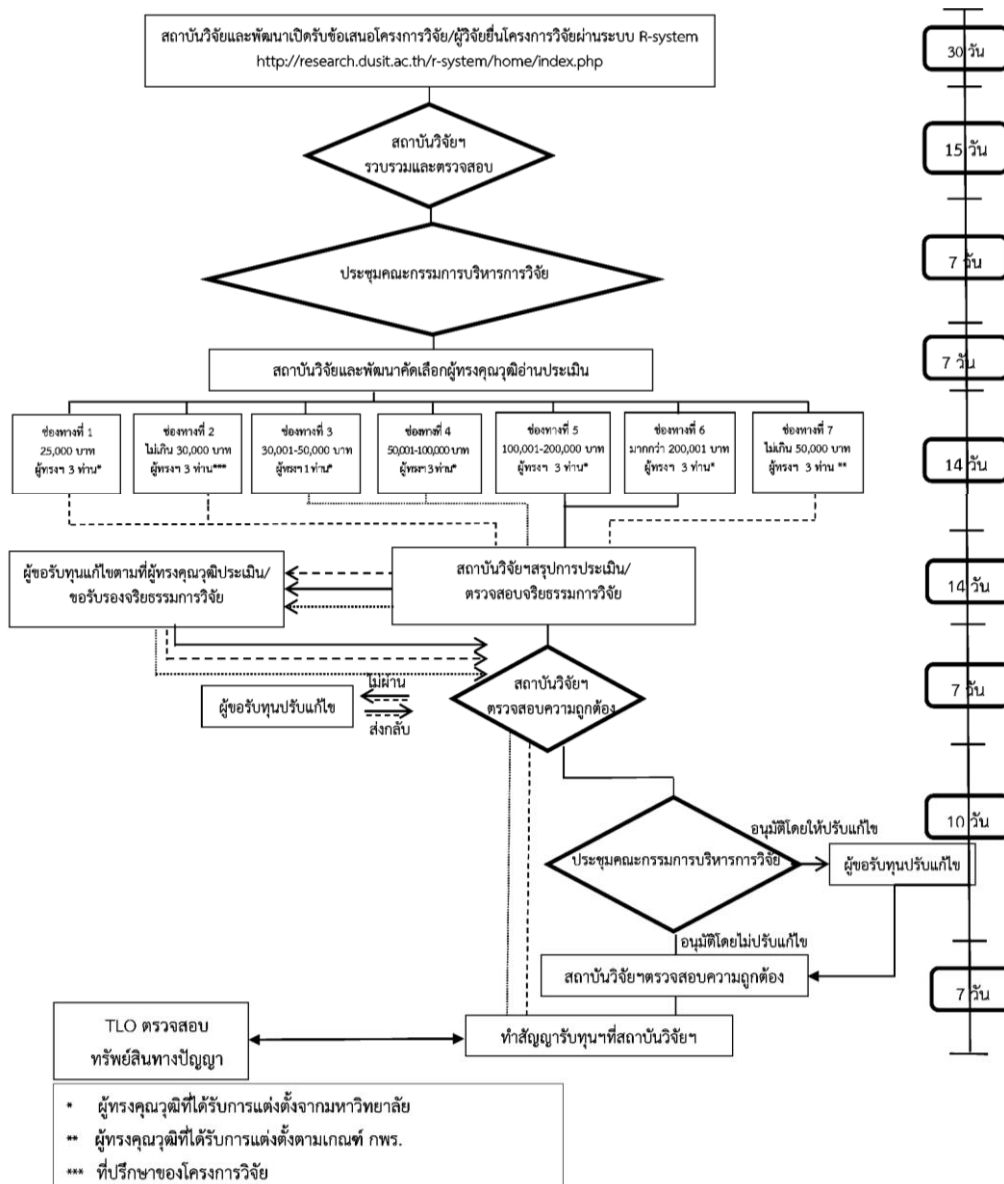 สถาบันวิจัยและพัฒนาเปิดรับข้อเสนอโครงการวิจัย/ผู้วิจัยยื่นโครงการวิจัยผ่านระบบ R-system
http://research.dusit.ac.th/r-system/home/index.php
30 วัน
สถาบันวิจัยฯ
รวบรวมและตรวจสอบ
15 วัน
ประชุมคณะกรรมการบริหารการวิจัย
7 วัน
สถาบันวิจัยและพัฒนาคัดเลือกผู้ทรงคุณวุฒิอ่านประเมิน
7 วัน
ช่องทางที่ 1
25,000 บาท
ผู้ทรงฯ 3 ท่าน*
ช่องทางที่ 2
ไม่เกิน 30,000 บาท
ผู้ทรงฯ 3 ท่าน***
ช่องทางที่ 3
30,001-50,000 บาท
ผู้ทรงฯ 1 ท่าน*
ช่องทางที่ 4
50,001-100,000 บาท
ผู้ทรงฯ 3 ท่าน*
ช่องทางที่ 5
100,001-200,000 บาท
ผู้ทรงฯ 3 ท่าน*
ช่องทางที่ 6
มากกว่า 200,001 บาท
ผู้ทรงฯ 3 ท่าน*
ช่องทางที่ 7
ไม่เกิน 50,000 บาท
ผู้ทรงฯ 3 ท่าน **
14 วัน
ผู้ขอรับทุนแก้ไขตามที่ผู้ทรงคุณวุฒิประเมิน/
ขอรับรองจริยธรรมการวิจัย
สถาบันวิจัยฯสรุปการประเมิน/
ตรวจสอบจริยธรรมการวิจัย
14 วัน
สถาบันวิจัยฯ
ตรวจสอบความถูกต้อง
ไม่ผ่าน
ผู้ขอรับทุนปรับแก้ไข
ส่งกลับ
7 วัน
อนุมัติโดยให้ปรับแก้ไข
10 วัน
ประชุมคณะกรรมการบริหารการวิจัย
ผู้ขอรับทุนปรับแก้ไข
อนุมัติโดยไม่ปรับแก้ไข
สถาบันวิจัยฯตรวจสอบความถูกต้อง
7 วัน
TLO ตรวจสอบ
ทรัพย์สินทางปัญญา
ทำสัญญารับทุนฯที่สถาบันวิจัยฯ
* ผู้ทรงคุณวุฒิที่ได้รับการแต่งตั้งจากมหาวิทยาลัย
** ผู้ทรงคุณวุฒิที่ได้รับการแต่งตั้งตามเกณฑ์ กพร.
*** ที่ปรึกษาของโครงการวิจัย